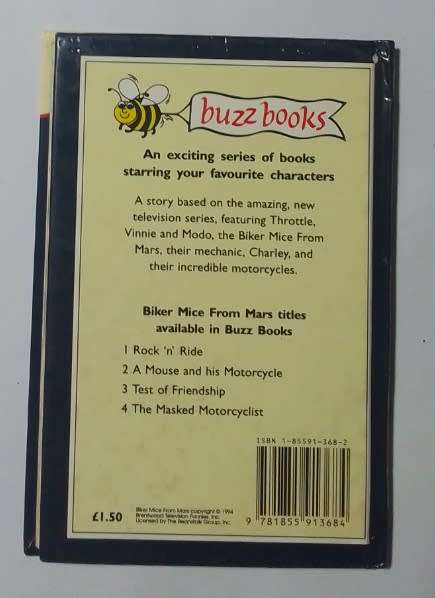 buzz books
An exciting series of books
starring your favourite characters
A story based on the amazing, new
television series, featuring Throttle,
Vinnie and Modo, the Biker Mice From
Mars, their mechanic, Charley, and
their incredible motorcycles.
Biker Mice From Mars titles
available in Buzz Books
1 Rock 'n' Ride
2 A Mouse and his Motorcycle
3 Test of Friendship
4 The Masked Motorcyclist
ISBN 1-85591-368-2
£1.50
Biker Mice From Mars copyright © 1994
Brentwood Television Funnies, Inc.
Licensed by The Beanstalk Group, Inc.
9 781855 913684